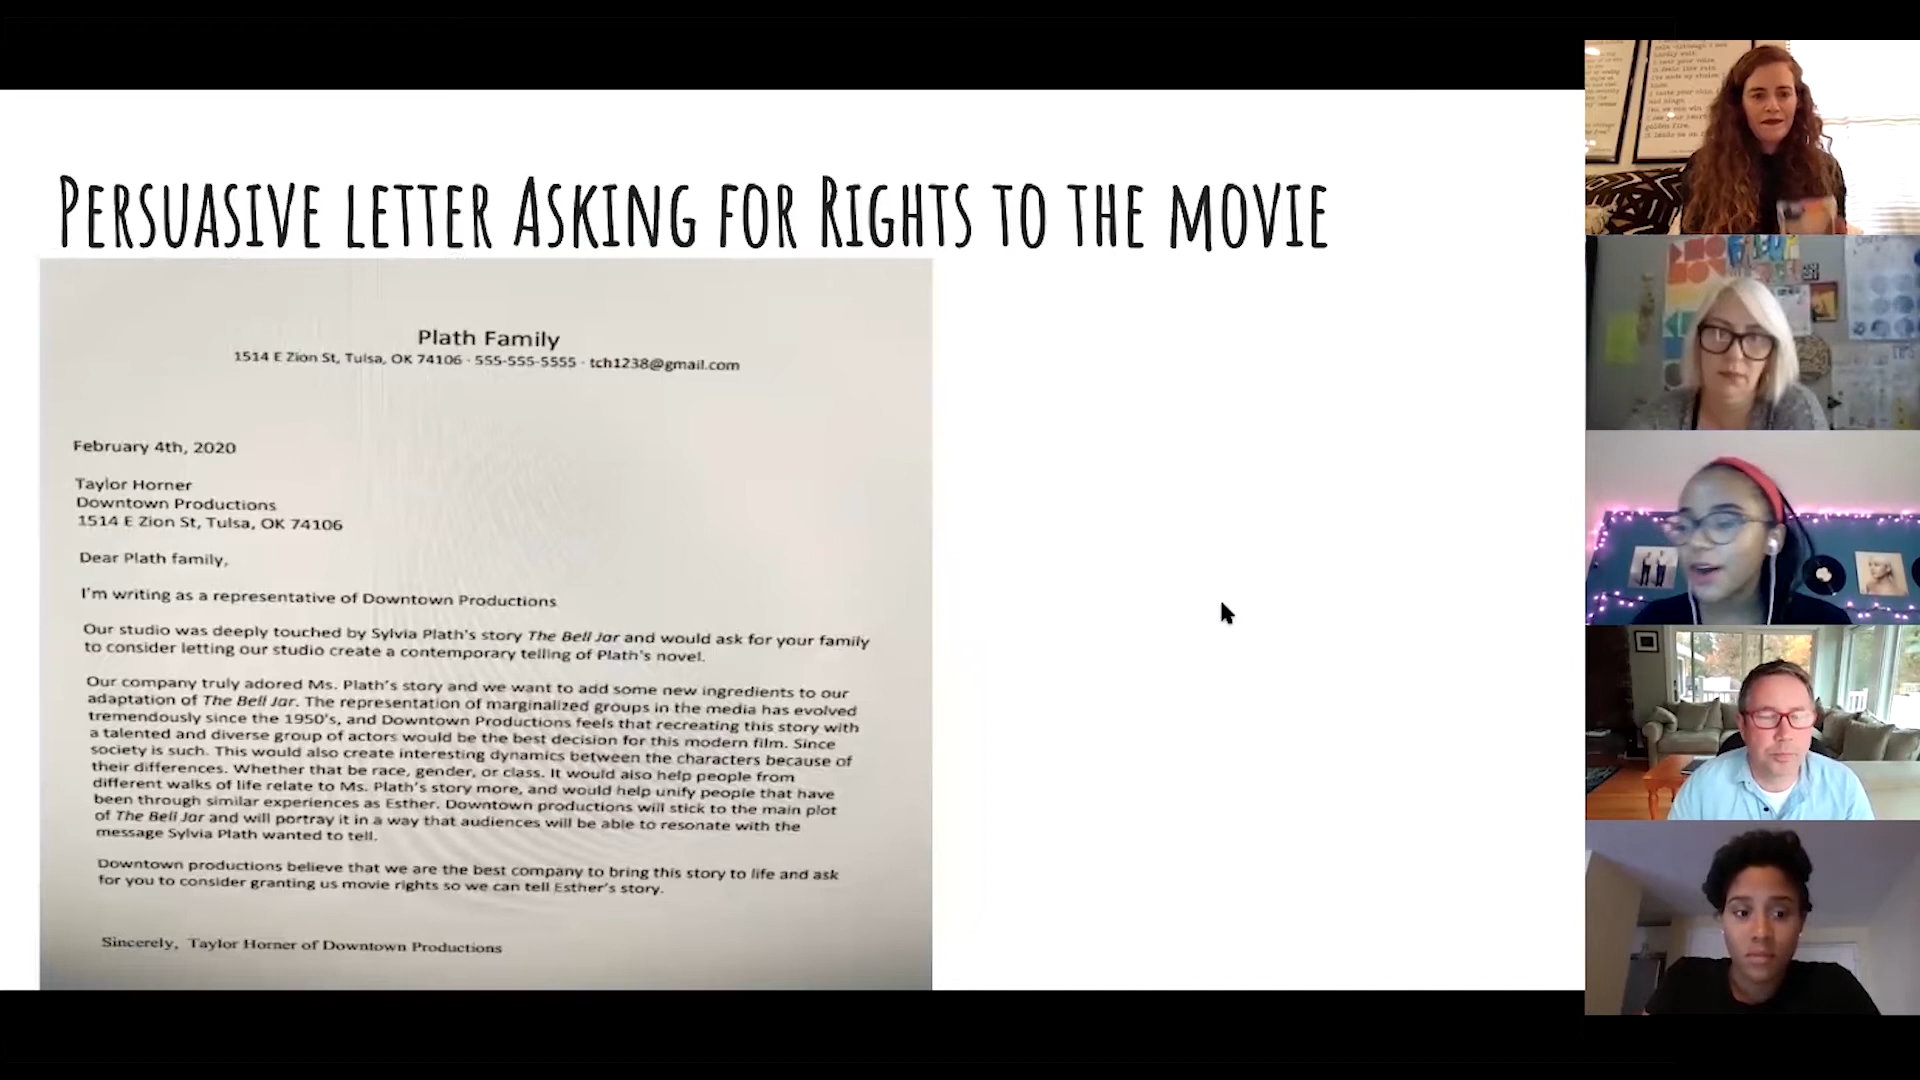 PERSUASIVE LETTER ASKING FOR RIGHTS TO THE MOVIE
Plath Family
1514 E Zion St, Tulsa, OK 74106 · 555-555-5555 · tch1238@gmail.com
February 4th, 2020
Taylor Horner
Downtown Productions
1514 E Zion St, Tulsa, OK 74106
Dear Plath family,
I'm writing as a representative of Downtown Productions
Our studio was deeply touched by Sylvia Plath's story The Bell Jar and would ask for your family
to consider letting our studio create a contemporary telling of Plath's novel.
Our company truly adored Ms. Plath's story and we want to add some new ingredients to our
adaptation of The Bell Jar. The representation of marginalized groups in the media has evolved
tremendously since the 1950's, and Downtown Productions feels that recreating this story with
a talented and diverse group of actors would be the best decision for this modern film. Since
society is such. This would also create interesting dynamics between the characters because of
their differences. Whether that be race, gender, or class. It would also help people from
different walks of life relate to Ms. Plath's story more, and would help unify people that have
been through similar experiences as Esther. Downtown productions will stick to the main plot
of The Bell Jar and will portray it in a way that audiences will be able to resonate with the
message Sylvia Plath wanted to tell.
Downtown productions believe that we are the best company to bring this story to life and ask
for you to consider granting us movie rights so we can tell Esther's story.
Sincerely, Taylor Horner of Downtown Productions